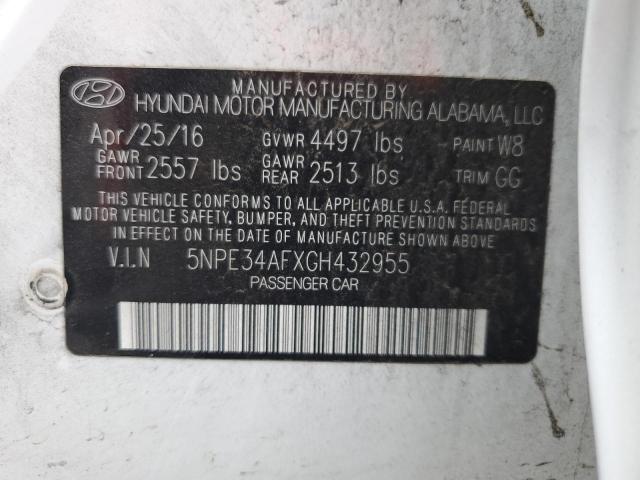 MANUFACTURED BY
HYUNDAI MOTOR MANUFACTURING ALABAMA, LLC
Apr/25/16 GVWR 4497 lbs PAINT W8
GAWR FRONT 2557 lbs GAWR REAR 2513 lbs TRIM GG
THIS VEHICLE CONFORMS TO ALL APPLICABLE U.S.A. FEDERAL
MOTOR VEHICLE SAFETY, BUMPER, AND THEFT PREVENTION STANDARDS
IN EFFECT ON THE DATE OF MANUFACTURE SHOWN ABOVE.
V.I.N 5NPE34AFXGH432955
PASSENGER CAR